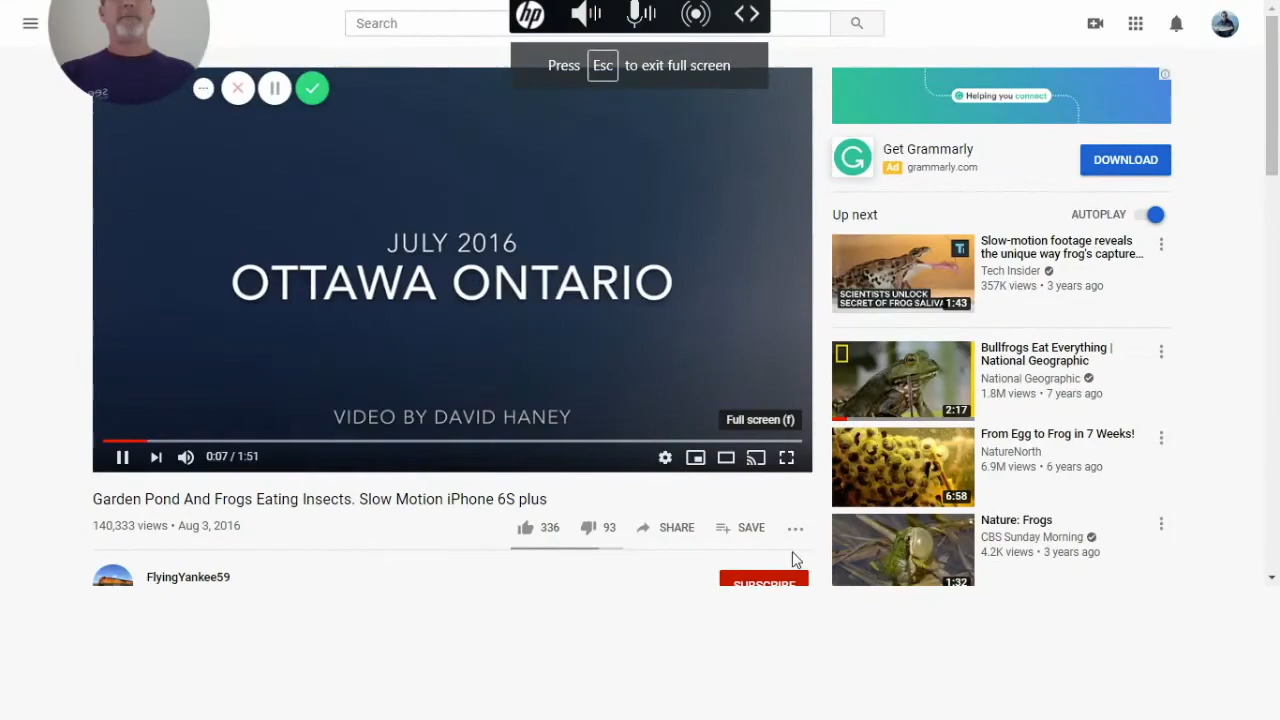 Search
hp
Press Esc to exit full screen
JULY 2016
OTTAWA ONTARIO
VIDEO BY DAVID HANEY
Full screen (f)
0:07 / 1:51
Garden Pond And Frogs Eating Insects. Slow Motion iPhone 6S plus
140,333 views • Aug 3, 2016
336
93
SHARE
SAVE
FlyingYankee59
SUBSCRIBE
Helping you connect
Get Grammarly
Ad grammarly.com
DOWNLOAD
Up next
AUTOPLAY
SCIENTISTS UNLOCK
SECRET OF FROG SALIVA
1:43
Slow-motion footage reveals
the unique way frog's capture...
Tech Insider
357K views • 3 years ago
2:17
Bullfrogs Eat Everything |
National Geographic
National Geographic
1.8M views • 7 years ago
6:58
From Egg to Frog in 7 Weeks!
NatureNorth
6.9M views • 6 years ago
1:32
Nature: Frogs
CBS Sunday Morning
4.2K views • 3 years ago